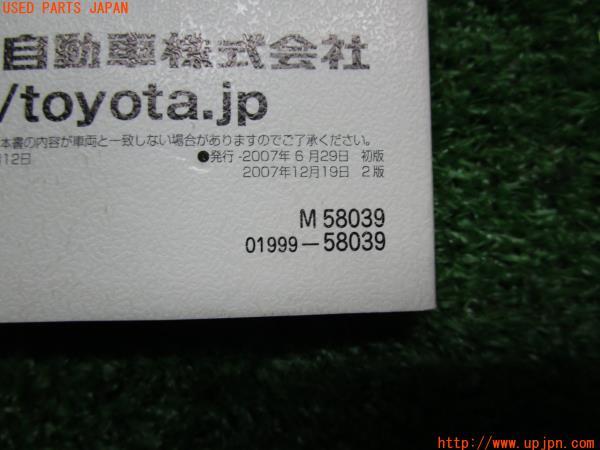 USED PARTS JAPAN
自動車株式会社
/toyota.jp
本書の内容が車両と一致しない場合がありますのでご了承ください。
月12日
●発行-2007年6月29日 初版
2007年12月19日 2版
M 58039
01999-58039
http://www.upjpn.com/